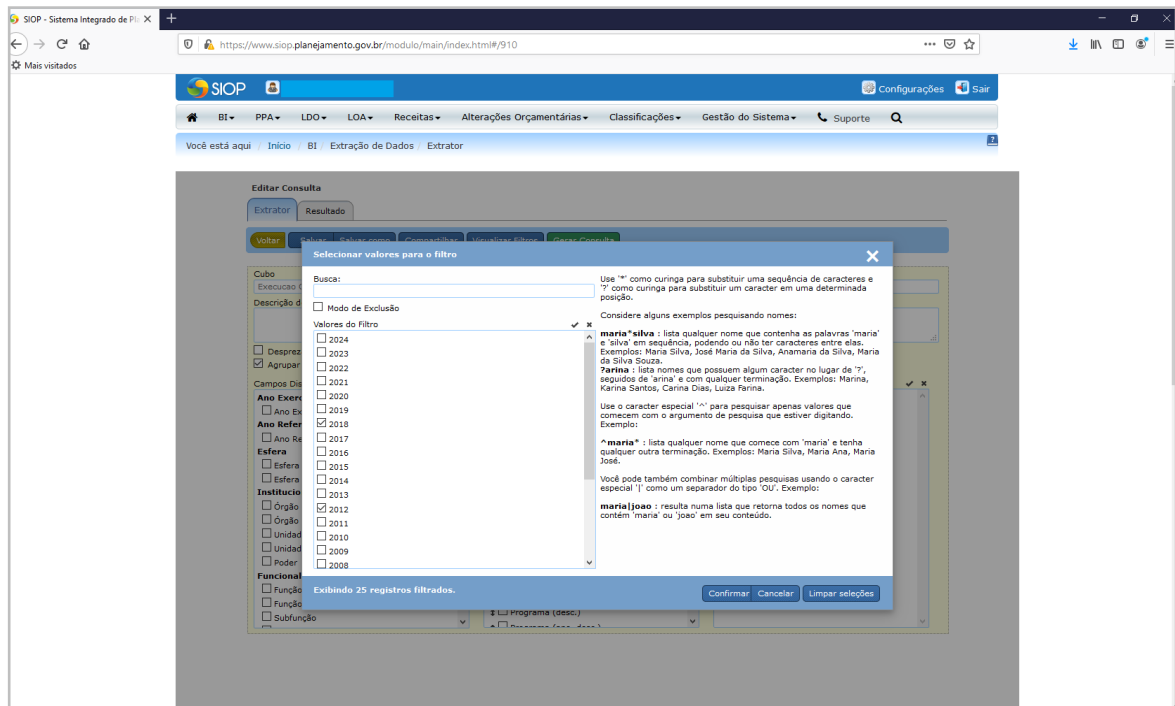 SIOP - Sistema Integrado de Pla
https://www.siop.planejamento.gov.br/modulo/main/index.html#/910
Mais visitados
SIOP
Configurações Sair
BI PPA LDO LOA Receitas Alterações Orçamentárias Classificações Gestão do Sistema Suporte
Você está aqui / Início / BI / Extração de Dados / Extrator
?
Editar Consulta
Extrator Resultado
Voltar Salvar Salvar como Compartilhar Visualizar Filtros Gerar Consulta
Selecionar valores para o filtro
Cubo
Execucao
Descrição d
Desprez
Agrupar
Campos Dis
Ano Exer
Ano Ex
Ano Refer
Ano Re
Esfera
Esfera
Esfera
Institucio
Órgão
Órgão
Unidad
Unidad
Poder
Funcional
Função
Função
Subfunção
Busca:
Modo de Exclusão
Valores do Filtro
2024
2023
2022
2021
2020
2019
2018
2017
2016
2015
2014
2013
2012
2011
2010
2009
2008
Use '*' como curinga para substituir uma sequência de caracteres e
'?' como curinga para substituir um caracter em uma determinada
posição.
Considere alguns exemplos pesquisando nomes:
maria*silva : lista qualquer nome que contenha as palavras 'maria'
e 'silva' em sequência, podendo ou não ter caracteres entre elas.
Exemplos: Maria Silva, José Maria da Silva, Anamaria da Silva, Maria
da Silva Souza.
?arina : lista nomes que possuem algum caracter no lugar de '?',
seguidos de 'arina' e com qualquer terminação. Exemplos: Marina,
Karina Santos, Carina Dias, Luiza Farina.
Use o caracter especial '^' para pesquisar apenas valores que
comecem com o argumento de pesquisa que estiver digitando.
Exemplo:
^maria* : lista qualquer nome que comece com 'maria' e tenha
qualquer outra terminação. Exemplos: Maria Silva, Maria Ana, Maria
José.
Você pode também combinar múltiplas pesquisas usando o caracter
especial '|' como um separador do tipo 'OU'. Exemplo:
maria|joao : resulta numa lista que retorna todos os nomes que
contém 'maria' ou 'joao' em seu conteúdo.
Exibindo 25 registros filtrados.
Confirmar Cancelar Limpar seleções
Programa (desc.)